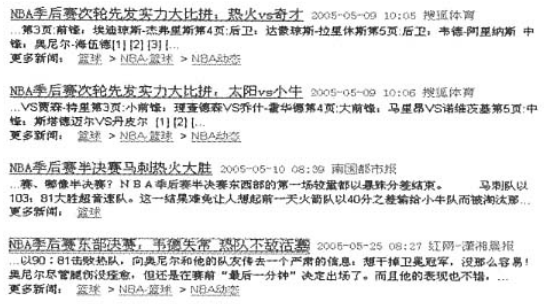 NBA季后赛次轮先发实力大比拼：热火vs奇才 2005-05-09 10:05 搜狐体育
...第3页:前锋：埃迪琼斯-杰弗里斯第4页:后卫：达蒙琼斯-拉里休斯第5页:后卫：韦德-阿里纳斯 中
锋：奥尼尔-海伍德[1] [2] [3] [...
更多新闻： 篮球 > NBA-篮球 > NBA动态
NBA季后赛次轮先发实力大比拼：太阳vs小牛 2005-05-09 10:06 搜狐体育
...VS贾森-特里第3页:小前锋：理查德森VS乔什-霍华德第4页:大前锋：马里昂VS诺维茨基第5页:中
锋：斯塔德迈尔VS丹皮尔 [1] [2] [...
更多新闻： 篮球 > NBA-篮球 > NBA动态
NBA季后赛半决赛马刺热火大胜 2005-05-10 08:39 南国都市报
...赛、哪像半决赛？ＮＢＡ季后赛半决赛东西部的第一场较量都以悬殊分差结束。 马刺队以
103：81大胜超音速队。这一结果难免让人想起前一天火箭队以40分之差输给小牛队而被淘汰那...
更多新闻： 篮球
NBA季后赛东部决赛，韦德失常 热队不敌活塞 2005-05-25 08:27 红网-潇湘晨报
...以90：81击败热队，向奥尼尔和他的队友传去一个严肃的信息：想干掉卫冕冠军，没那么容易！
奥尼尔尽管腿伤没痊愈，但还是在赛前“最后一分钟”决定出场了。而且他的表现也不错，...
更多新闻： 篮球 > NBA-篮球 > NBA动态